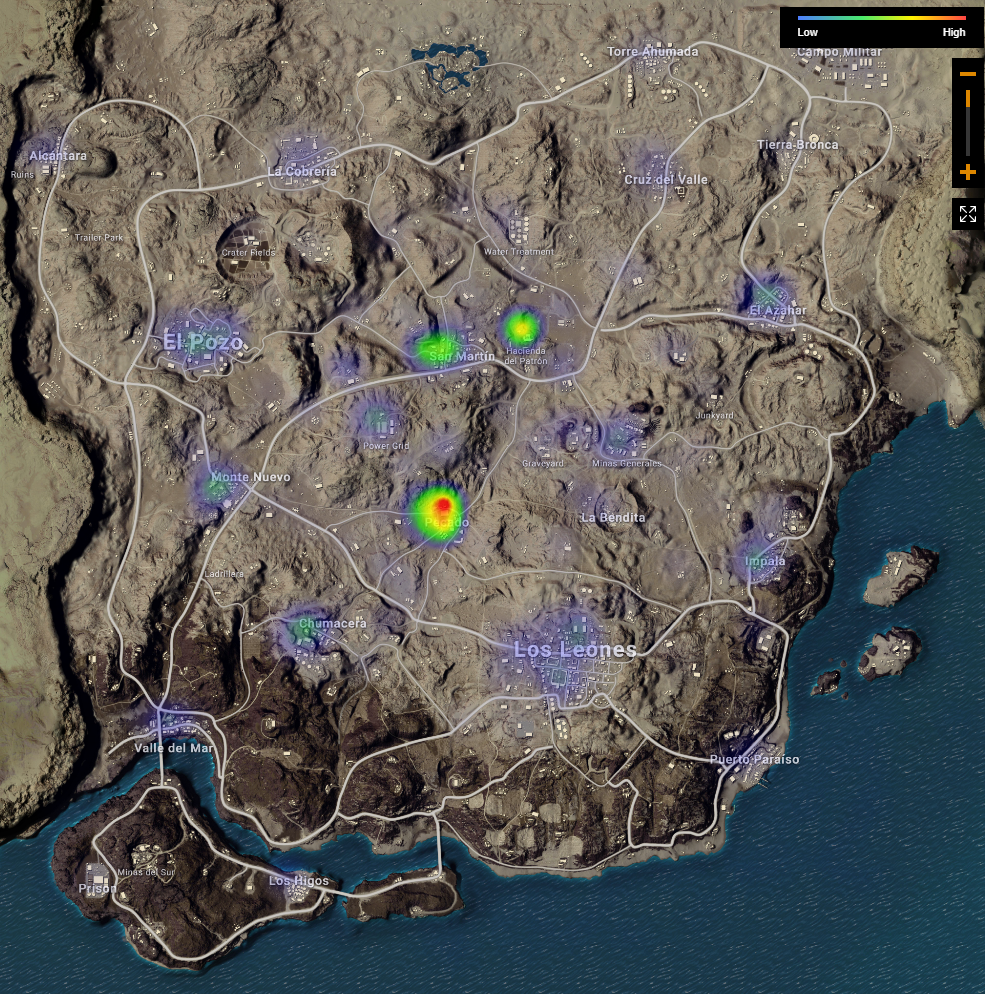 Low High
Torre Ahumada
Campo Militar
Tierra Bronca
Alcantara
Ruins
La Cobreria
Cruz del Valle
Trailer Park
Crater Fields
Water Treatment
El Azahar
El Pozo
San Martin
Hacienda
del Patrón
Junkyard
Power Grid
Graveyard
Minas Generales
Monte Nuevo
La Bendita
Pecado
Impala
Ladrillera
Chumacera
Los Leones
Valle del Mar
Puerto Paraiso
Minas del Sur
Prison
Los Higos